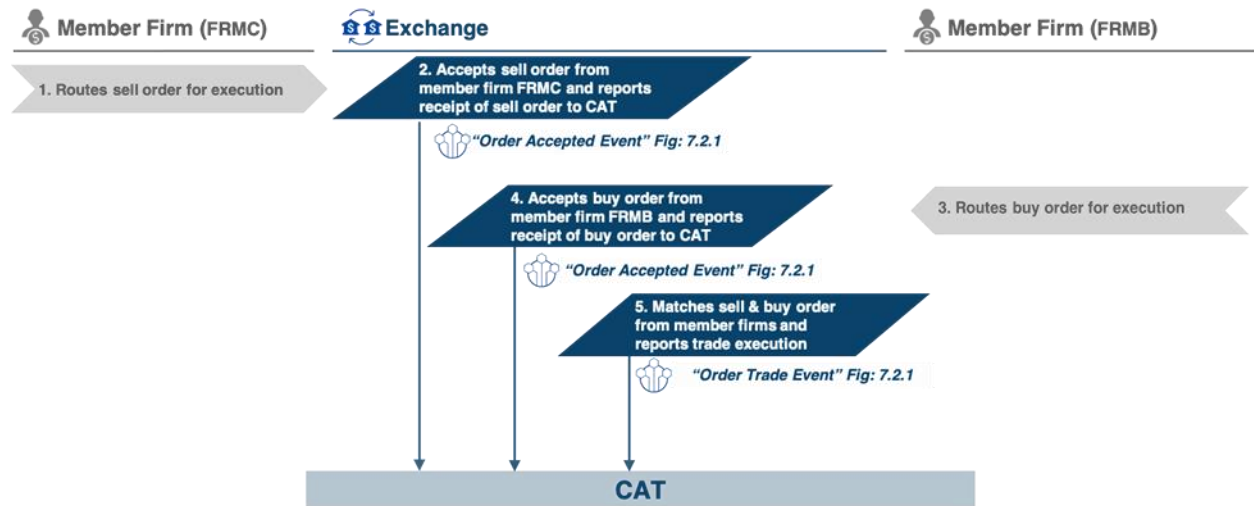 Member Firm (FRMC)
Exchange
Member Firm (FRMB)
1. Routes sell order for execution
2. Accepts sell order from
member firm FRMC and reports
receipt of sell order to CAT
"Order Accepted Event" Fig: 7.2.1
4. Accepts buy order from
member firm FRMB and reports
receipt of buy order to CAT
3. Routes buy order for execution
"Order Accepted Event" Fig: 7.2.1
5. Matches sell & buy order
from member firms and
reports trade execution
"Order Trade Event" Fig: 7.2.1
CAT